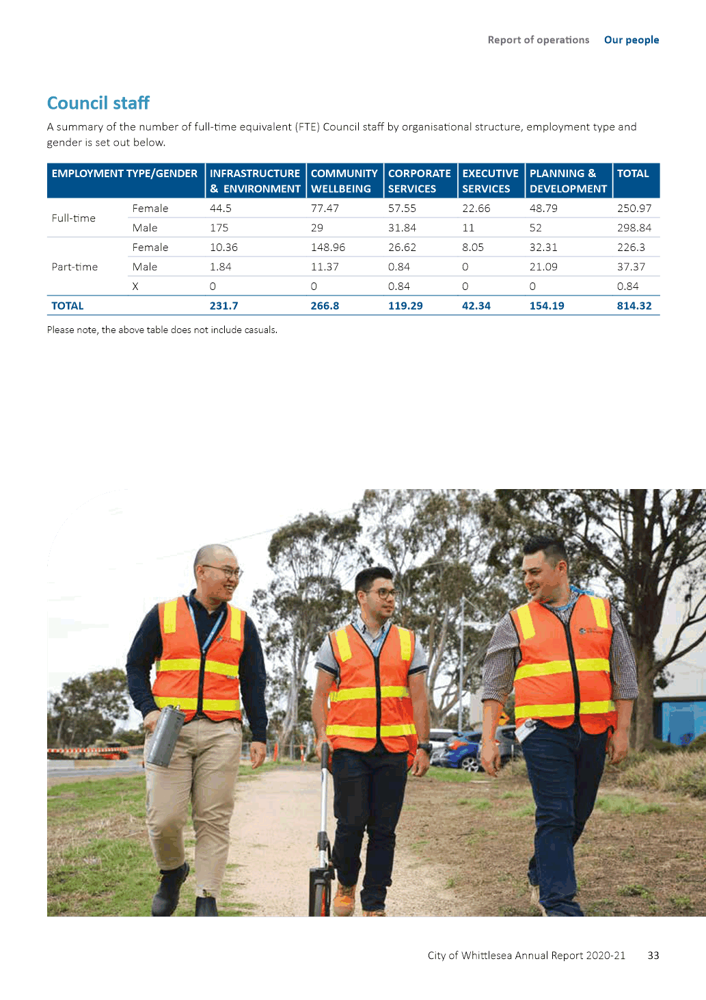 Report of operations Our people
Council staff
A summary of the number of full-time equivalent (FTE) Council staff by organisational structure, employment type and
gender is set out below.
EMPLOYMENT TYPE/GENDER INFRASTRUCTURE & ENVIRONMENT COMMUNITY WELLBEING CORPORATE SERVICES EXECUTIVE SERVICES PLANNING & DEVELOPMENT TOTAL
Full-time
Female 44.5 77.47 57.55 22.66 48.79 250.97
Male 175 29 31.84 11 52 298.84
Part-time
Female 10.36 148.96 26.62 8.05 32.31 226.3
Male 1.84 11.37 0.84 0 21.09 37.37
X 0 0 0.84 0 0 0.84
TOTAL 231.7 266.8 119.29 42.34 154.19 814.32
Please note, the above table does not include casuals.
City of Whittlesea Annual Report 2020-21 33